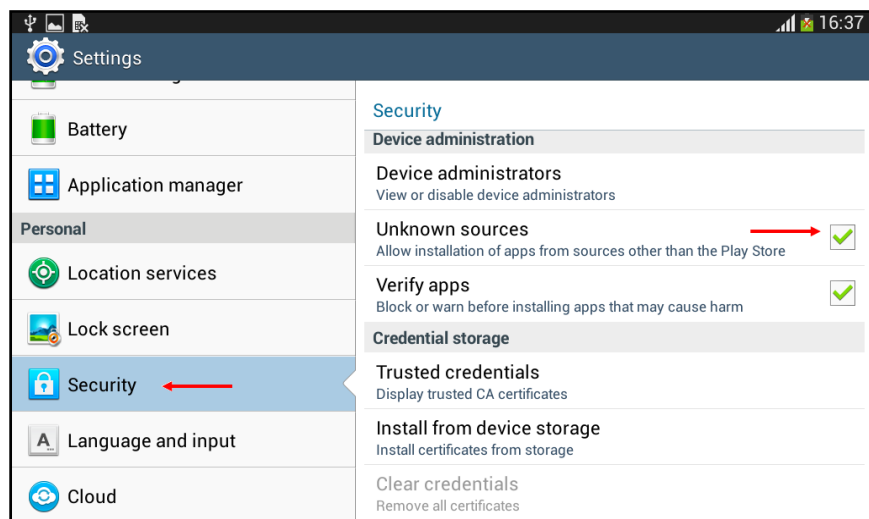 16:37
Settings
Battery
Application manager
Personal
Location services
Lock screen
Security
Language and input
Cloud
Security
Device administration
Device administrators
View or disable device administrators
Unknown sources
Allow installation of apps from sources other than the Play Store
Verify apps
Block or warn before installing apps that may cause harm
Credential storage
Trusted credentials
Display trusted CA certificates
Install from device storage
Install certificates from storage
Clear credentials
Remove all certificates